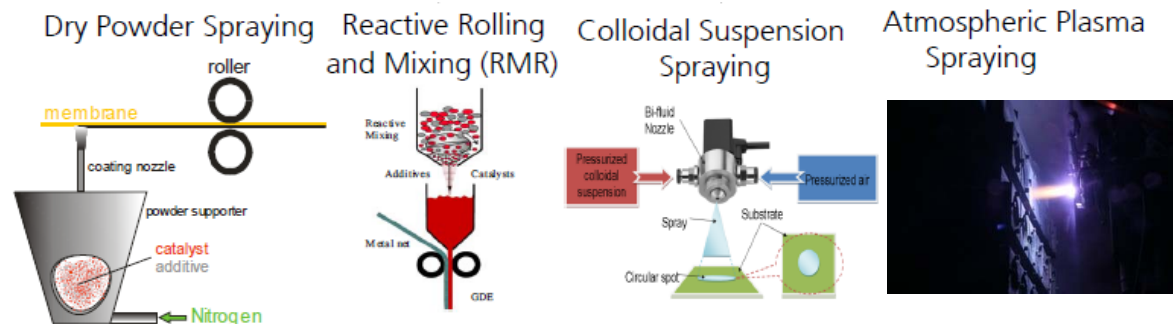 Dry Powder Spraying
roller
membrane
coating nozzle
powder supporter
catalyst
additive
Nitrogen
Reactive Rolling
and Mixing (RMR)
Reactive
Mixing
Additives
Catalysts
Metal net
GDE
Colloidal Suspension
Spraying
Bi-fluid
Nozzle
Pressurized
colloidal
suspension
Pressurized air
Spray
Substrate
Circular spot
Atmospheric Plasma
Spraying